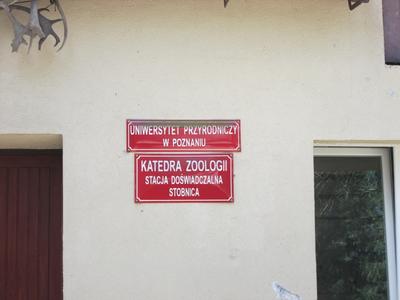 UNIWERSYTET PRZYRODNICZY
W POZNANIU
KATEDRA ZOOLOGII
STACJA DOŚWIADCZALNA
STOBNICA